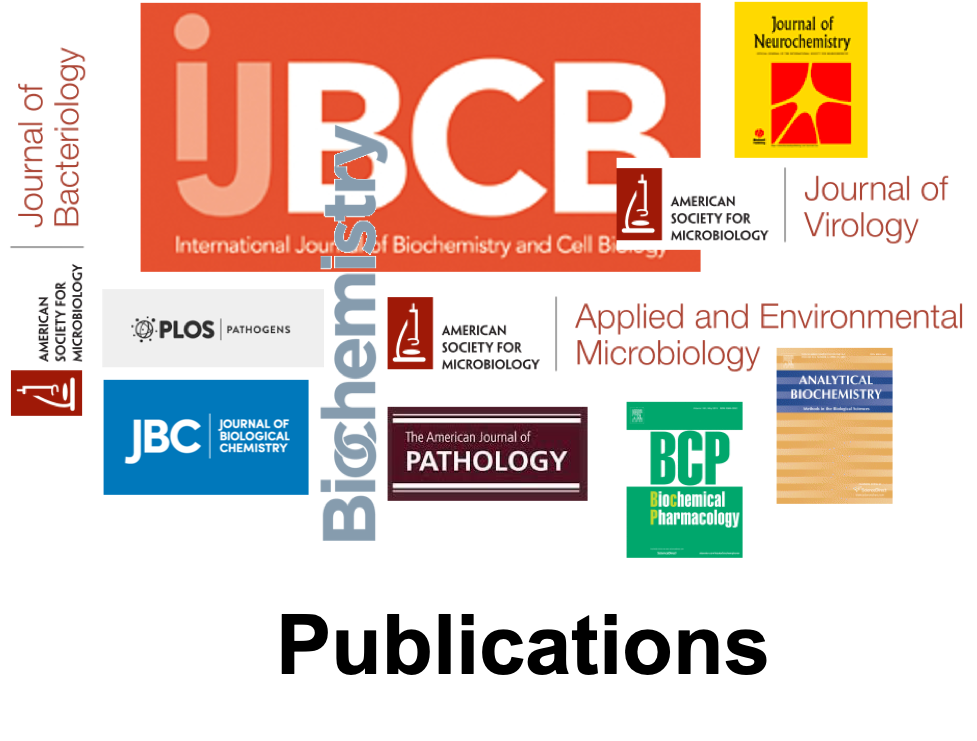 Journal of
Bacteriology
AMERICAN
SOCIETY FOR
MICROBIOLOGY
iJBCB
International Journal of Biochemistry and Cell Biology
Journal of
Neurochemistry
AMERICAN
SOCIETY FOR
MICROBIOLOGY
Journal of
Virology
Biochemistry
PLOS PATHOGENS
AMERICAN
SOCIETY FOR
MICROBIOLOGY
Applied and Environmental
Microbiology
JBC
JOURNAL OF
BIOLOGICAL
CHEMISTRY
The American Journal of
PATHOLOGY
BCP
Biochemical
Pharmacology
ANALYTICAL
BIOCHEMISTRY
Methods in the Biological Sciences
Publications